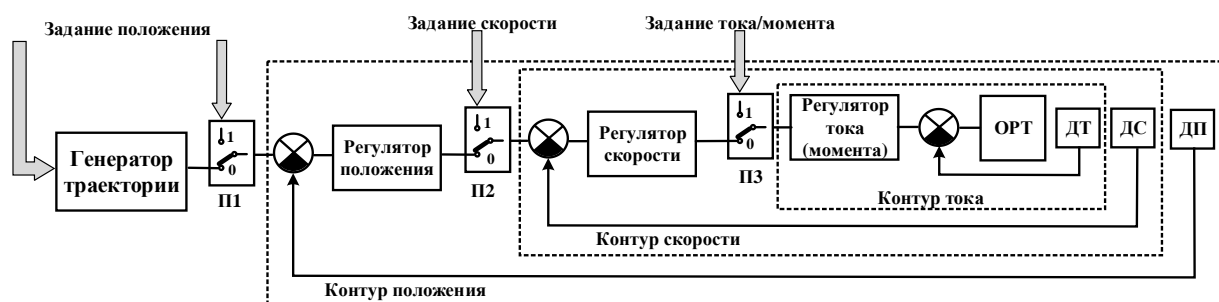 Задание положения
Задание скорости
Задание тока/момента
Генератор
траектории
1
0
П1
Регулятор
положения
1
0
П2
Регулятор
скорости
1
0
П3
Регулятор
тока
(момента)
ОРТ
ДТ
ДС
ДП
Контур тока
Контур скорости
Контур положения